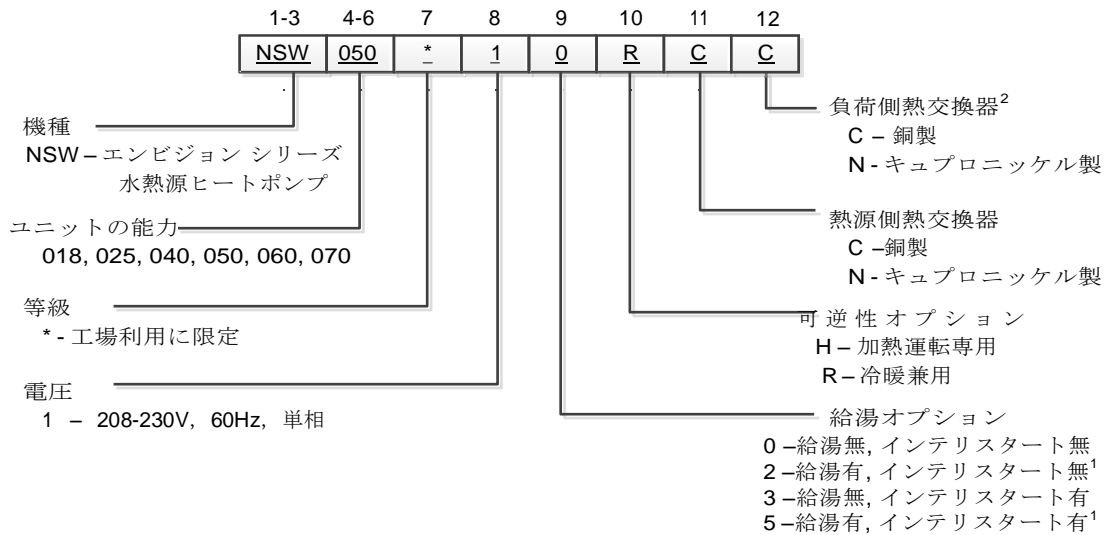 1-3 4-6 7 8 9 10 11 12
NSW 050 * 1 0 R C C
機種
NSW – エンビジョン シリーズ
水熱源ヒートポンプ
ユニットの能力
018, 025, 040, 050, 060, 070
等級
* - 工場利用に限定
電圧
1 – 208-230V, 60Hz, 単相
負荷側熱交換器²
C – 銅製
N - キュプロニッケル製
熱源側熱交換器
C –銅製
N - キュプロニッケル製
可逆性オプション
H – 加熱運転専用
R – 冷暖兼用
給湯オプション
0 –給湯無, インテリスタート無
2 –給湯有, インテリスタート無¹
3 –給湯無, インテリスタート有
5 –給湯有, インテリスタート有¹